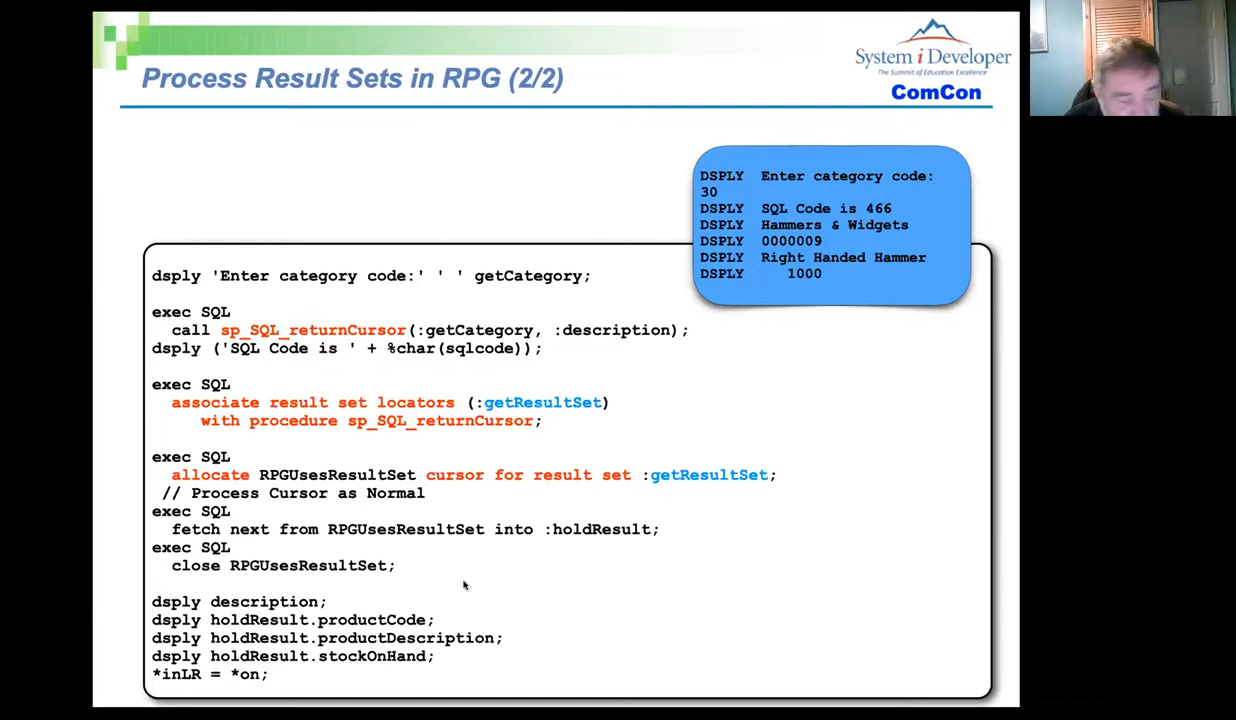 System i Developer
The Summit of Education Excellence
Process Result Sets in RPG (2/2)
ComCon
DSPLY  Enter category code:
30
DSPLY  SQL Code is 466
DSPLY  Hammers & Widgets
DSPLY  0000009
DSPLY  Right Handed Hammer
DSPLY     1000
dsply 'Enter category code:' ' ' getCategory;
exec SQL
  call sp_SQL_returnCursor(:getCategory, :description);
dsply ('SQL Code is ' + %char(sqlcode));
exec SQL
  associate result set locators (:getResultSet)
     with procedure sp_SQL_returnCursor;
exec SQL
  allocate RPGUsesResultSet cursor for result set :getResultSet;
 // Process Cursor as Normal
exec SQL
  fetch next from RPGUsesResultSet into :holdResult;
exec SQL
  close RPGUsesResultSet;
dsply description;
dsply holdResult.productCode;
dsply holdResult.productDescription;
dsply holdResult.stockOnHand;
*inLR = *on;